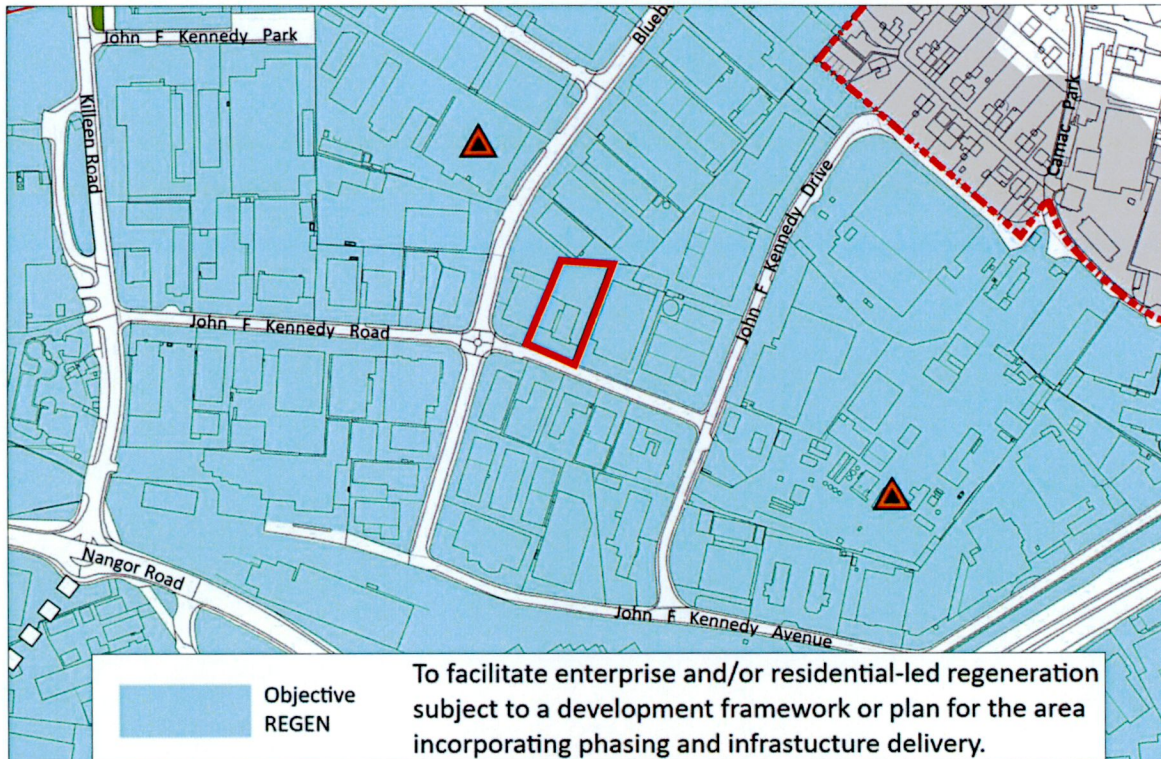 John F Kennedy Park
Killeen Road
Camac Park
John F Kennedy Drive
John F Kennedy Road
Nangor Road
John F Kennedy Avenue
Objective
REGEN
To facilitate enterprise and/or residential-led regeneration
subject to a development framework or plan for the area
incorporating phasing and infrastucture delivery.